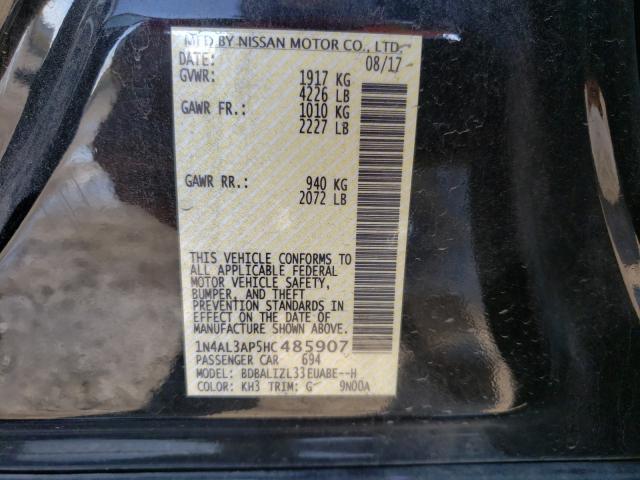 MFD BY NISSAN MOTOR CO., LTD.
DATE: 08/17
GVWR: 1917 KG
4226 LB
GAWR FR.: 1010 KG
2227 LB
GAWR RR.: 940 KG
2072 LB
THIS VEHICLE CONFORMS TO
ALL APPLICABLE FEDERAL
MOTOR VEHICLE SAFETY,
BUMPER, AND THEFT
PREVENTION STANDARDS IN
EFFECT ON THE DATE OF
MANUFACTURE SHOWN ABOVE.
1N4AL3AP5HC485907
PASSENGER CAR 694
MODEL: BDBALIZL33EUABE--H
COLOR: KH3 TRIM: G 9N00A